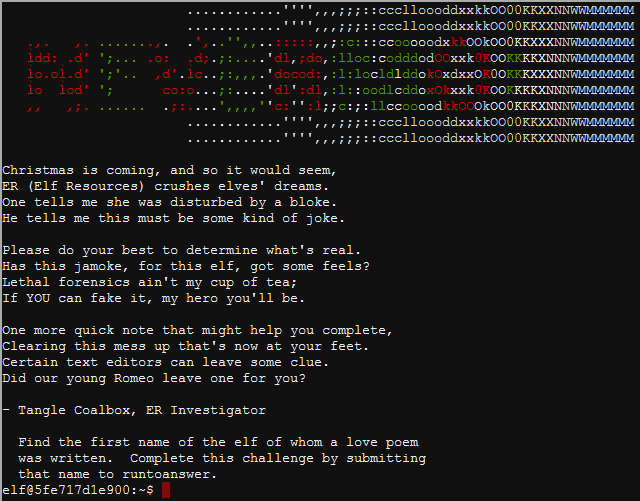 Christmas is coming, and so it would seem,
ER (Elf Resources) crushes elves' dreams.
One tells me she was disturbed by a bloke.
He tells me this must be some kind of joke.
Please do your best to determine what's real.
Has this jamoke, for this elf, got some feels?
Lethal forensics ain't my cup of tea;
If YOU can fake it, my hero you'll be.
One more quick note that might help you complete,
Clearing this mess up that's now at your feet.
Certain text editors can leave some clue.
Did our young Romeo leave one for you?
- Tangle Coalbox, ER Investigator
Find the first name of the elf of whom a love poem
was written.  Complete this challenge by submitting
that name to runtoanswer.
elf@5fe717d1e900:~$